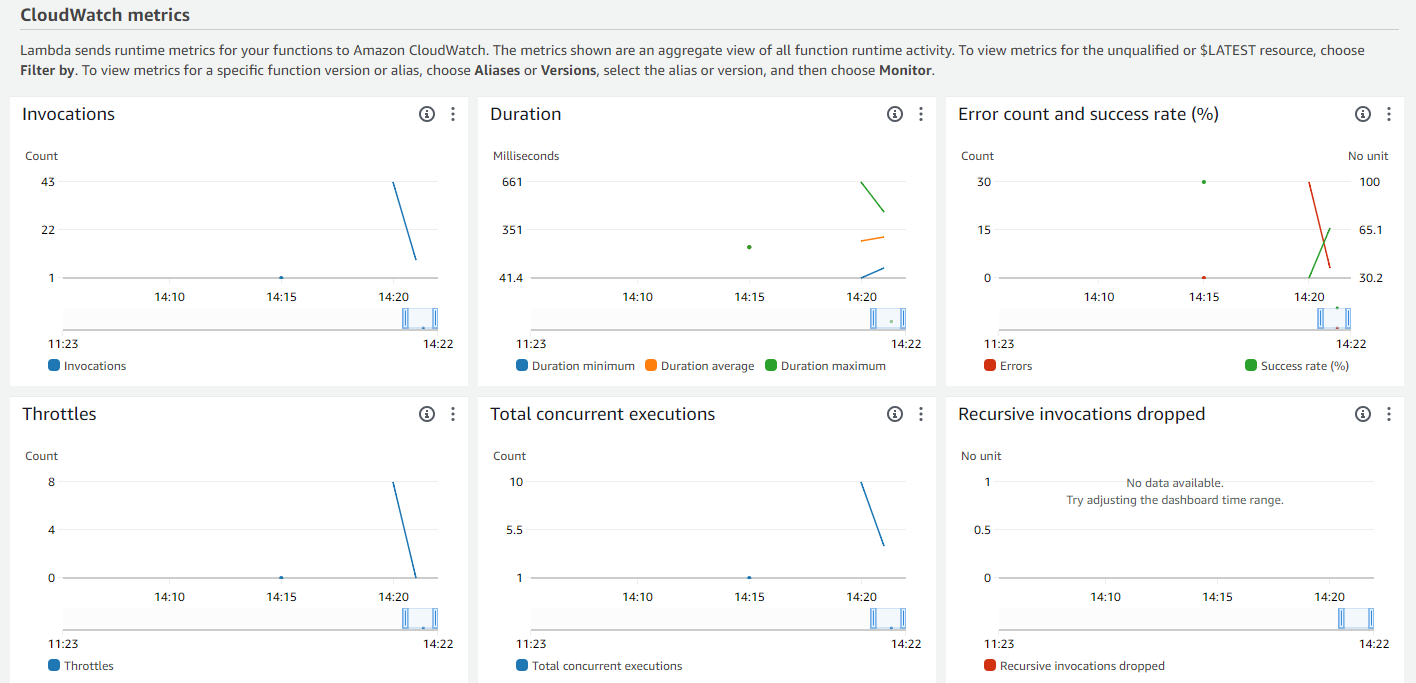 CloudWatch metrics
Lambda sends runtime metrics for your functions to Amazon CloudWatch. The metrics shown are an aggregate view of all function runtime activity. To view metrics for the unqualified or $LATEST resource, choose
Filter by. To view metrics for a specific function version or alias, choose Aliases or Versions, select the alias or version, and then choose Monitor.
Invocations
Count
43
22
1
14:10 14:15 14:20
11:23 14:22
Invocations
Duration
Milliseconds
661
351
41.4
14:10 14:15 14:20
11:23 14:22
Duration minimum Duration average Duration maximum
Error count and success rate (%)
Count No unit
30 100
15 65.1
0 30.2
14:10 14:15 14:20
11:23 14:22
Errors Success rate (%)
Throttles
Count
8
4
0
14:10 14:15 14:20
11:23 14:22
Throttles
Total concurrent executions
Count
10
5.5
1
14:10 14:15 14:20
11:23 14:22
Total concurrent executions
Recursive invocations dropped
No unit
1
No data available.
Try adjusting the dashboard time range.
0.5
0
14:10 14:15 14:20
11:23 14:22
Recursive invocations dropped